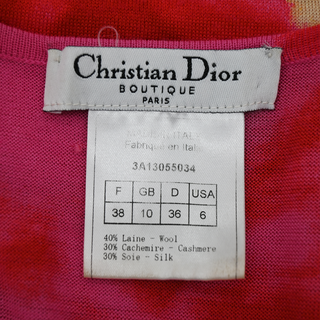 Christian Dior
BOUTIQUE
PARIS
MADE IN ITALY
Fabriqué en Italie
3A13055034
F GB D USA
38 10 36 6
40% Laine - Wool
30% Cachemire - Cashmere
30% Soie - Silk